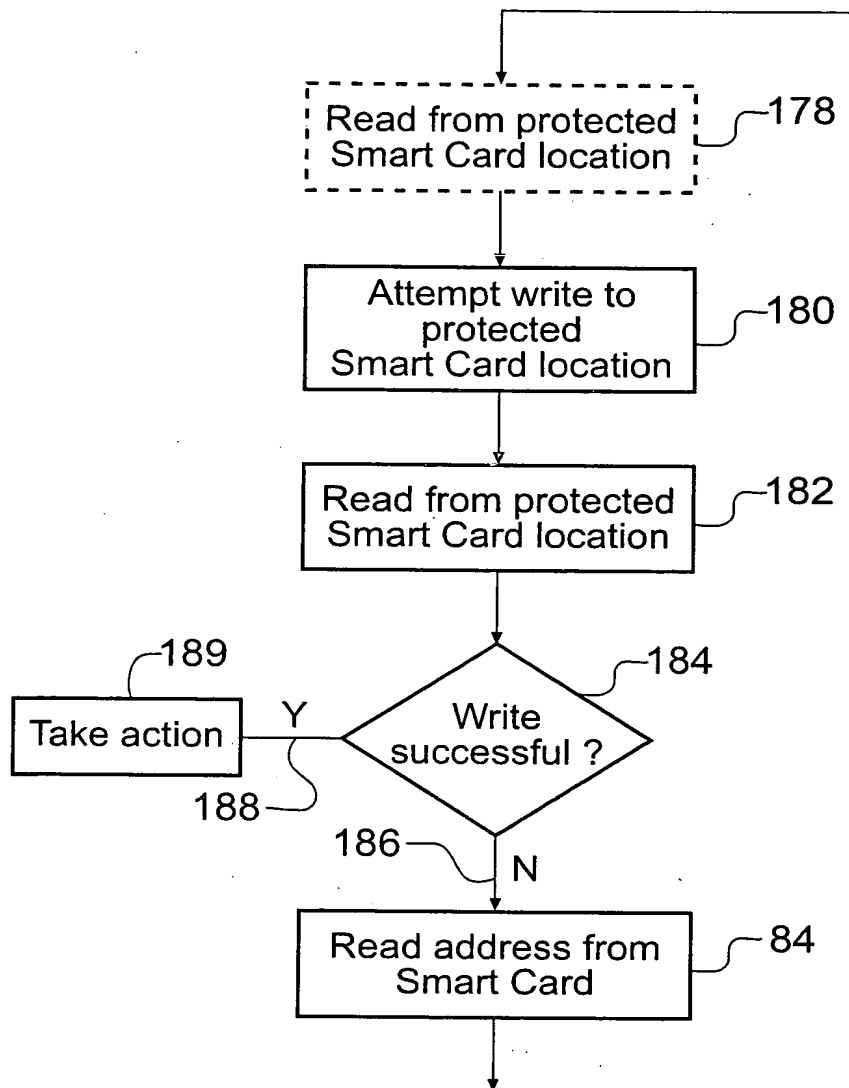 Read from protected
Smart Card location
178
Attempt write to
protected
Smart Card location
180
Read from protected
Smart Card location
182
189
184
Take action
Y
Write
successful ?
188
186
N
Read address from
Smart Card
84